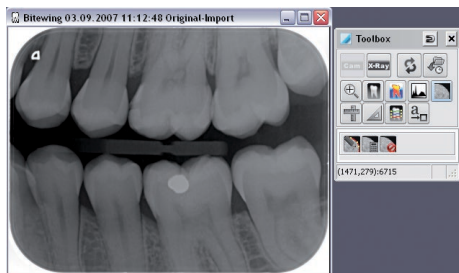 Bitewing 03.09.2007 11:12:48 Original-Import
Toolbox
Cam
X-Ray
a
(1471,279):6715